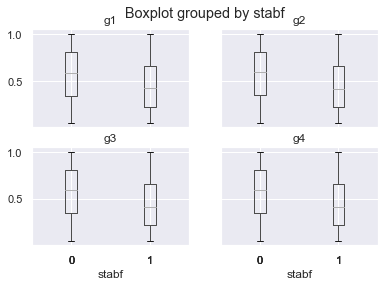 Boxplot grouped by stabf
g1 g2
1.0
0.5
g3 g4
1.0
0.5
0 1 0 1
stabf stabf